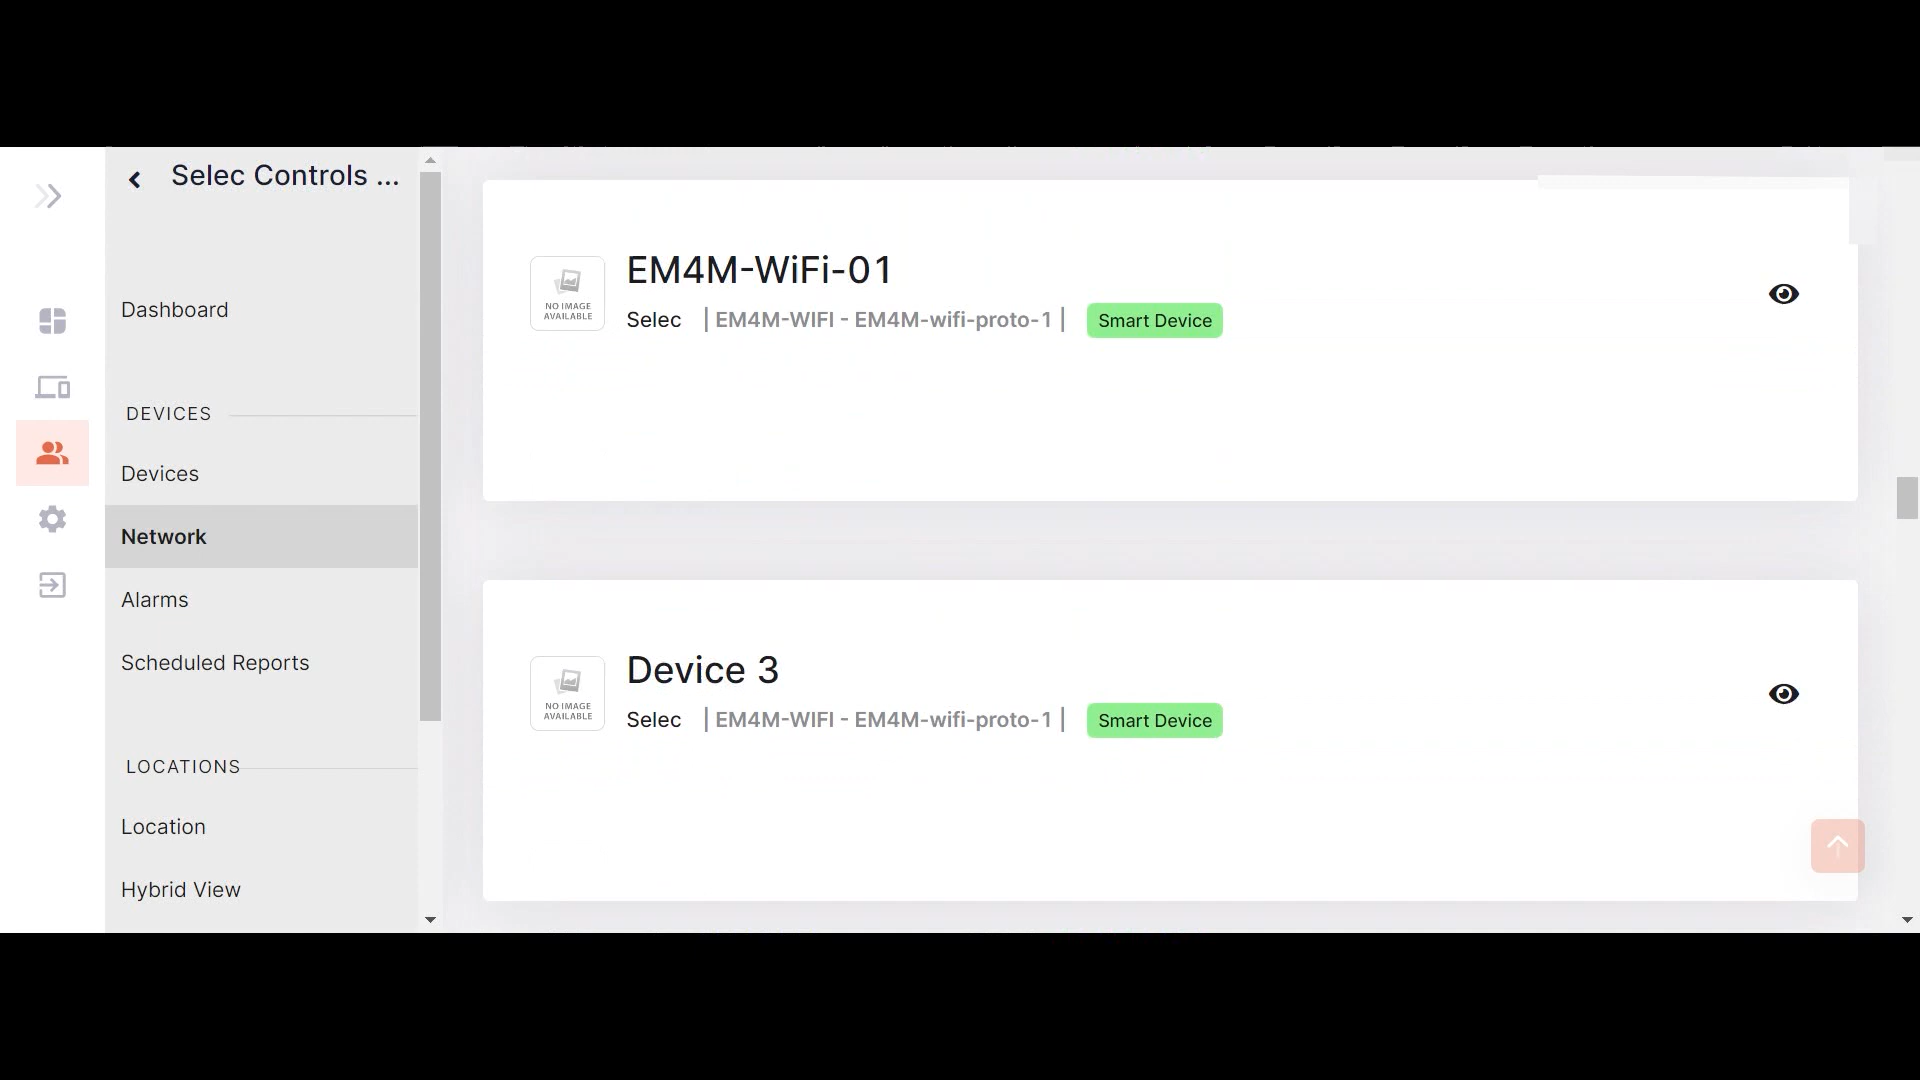 Selec Controls ...
Dashboard
DEVICES
Devices
Network
Alarms
Scheduled Reports
LOCATIONS
Location
Hybrid View
NO IMAGE
AVAILABLE
EM4M-WiFi-01
Selec | EM4M-WIFI - EM4M-wifi-proto-1 | Smart Device
NO IMAGE
AVAILABLE
Device 3
Selec | EM4M-WIFI - EM4M-wifi-proto-1 | Smart Device